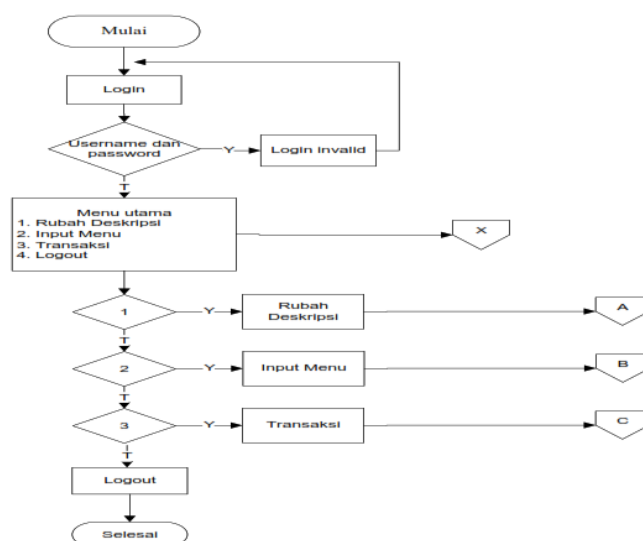 Mulai
Login
Username dan
password
Y
Login invalid
T
Menu utama
1. Rubah Deskripsi
2. Input Menu
3. Transaksi
4. Logout
X
1
Y
Rubah
Deskripsi
A
T
2
Y
Input Menu
B
T
3
Y
Transaksi
C
T
Logout
Selesai